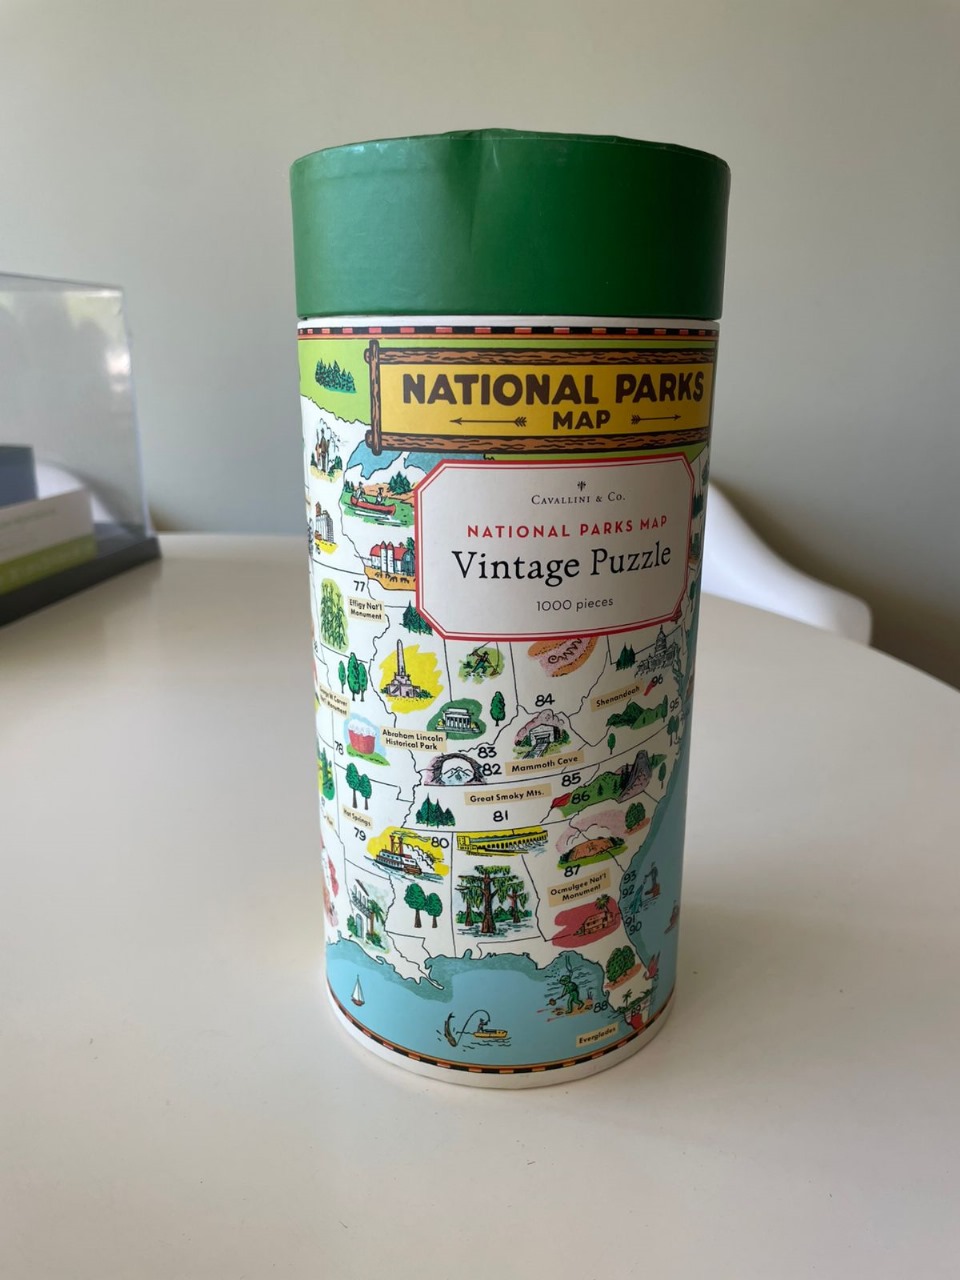 NATIONAL PARKS
MAP
CAVALLINI & CO.
NATIONAL PARKS MAP
Vintage Puzzle
1000 pieces
76
77
Effigy Nat'l
Monument
84
Shenandoah
96
95
Abraham Lincoln
Historical Park
78
83
82
Mammoth Cave
85
Great Smoky Mts.
86
81
Hot Springs
79
80
87
Ocmulgee Nat'l
Monument
93
92
91
90
88
Everglades